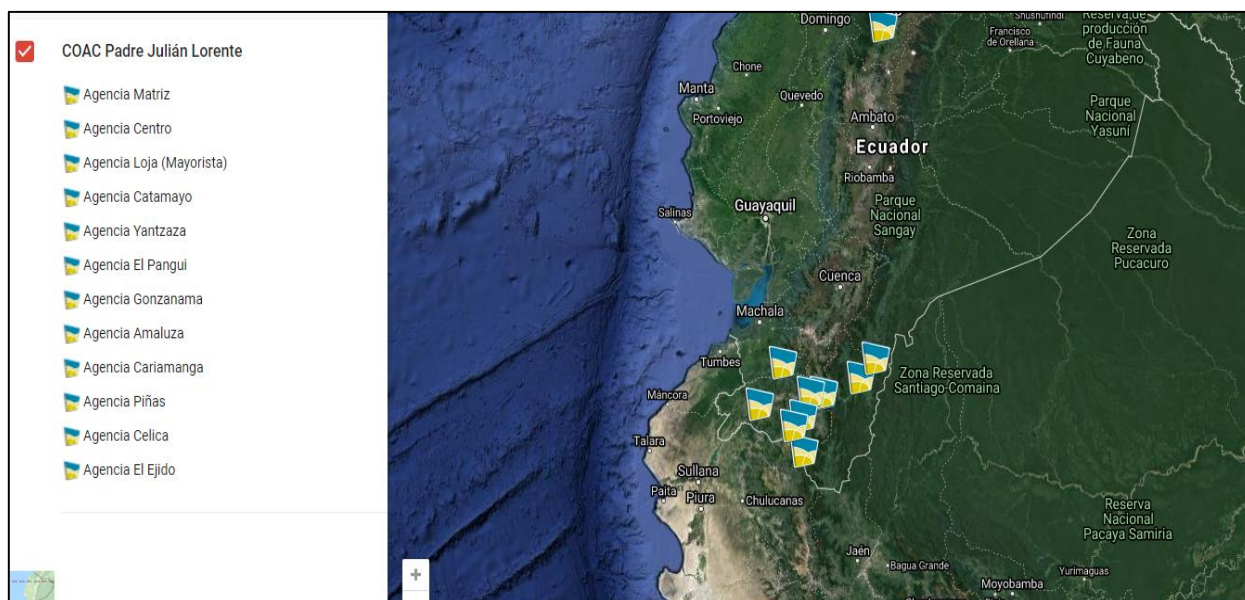 COAC Padre Julián Lorente
Agencia Matriz
Agencia Centro
Agencia Loja (Mayorista)
Agencia Catamayo
Agencia Yantzaza
Agencia El Pangui
Agencia Gonzanama
Agencia Amaluza
Agencia Cariamanga
Agencia Piñas
Agencia Celica
Agencia El Ejido
Domingo
Shushufindi
Reserva de
producción
de Fauna
Cuyabeno
Francisco
de Orellana
Chone
Manta
Portoviejo
Quevedo
Ambato
Parque
Nacional
Yasuní
Ecuador
Riobamba
Parque
Nacional
Sangay
Guayaquil
Salinas
Zona
Reservada
Pucacuro
Cuenca
Machala
Tumbes
Zona Reservada
Santiago-Comaina
Máncora
Talara
Sullana
Paita
Piura
Chulucanas
Reserva
Nacional
Pacaya Samiria
Jaén
Bagua Grande
Yurimaguas
Moyobamba
+